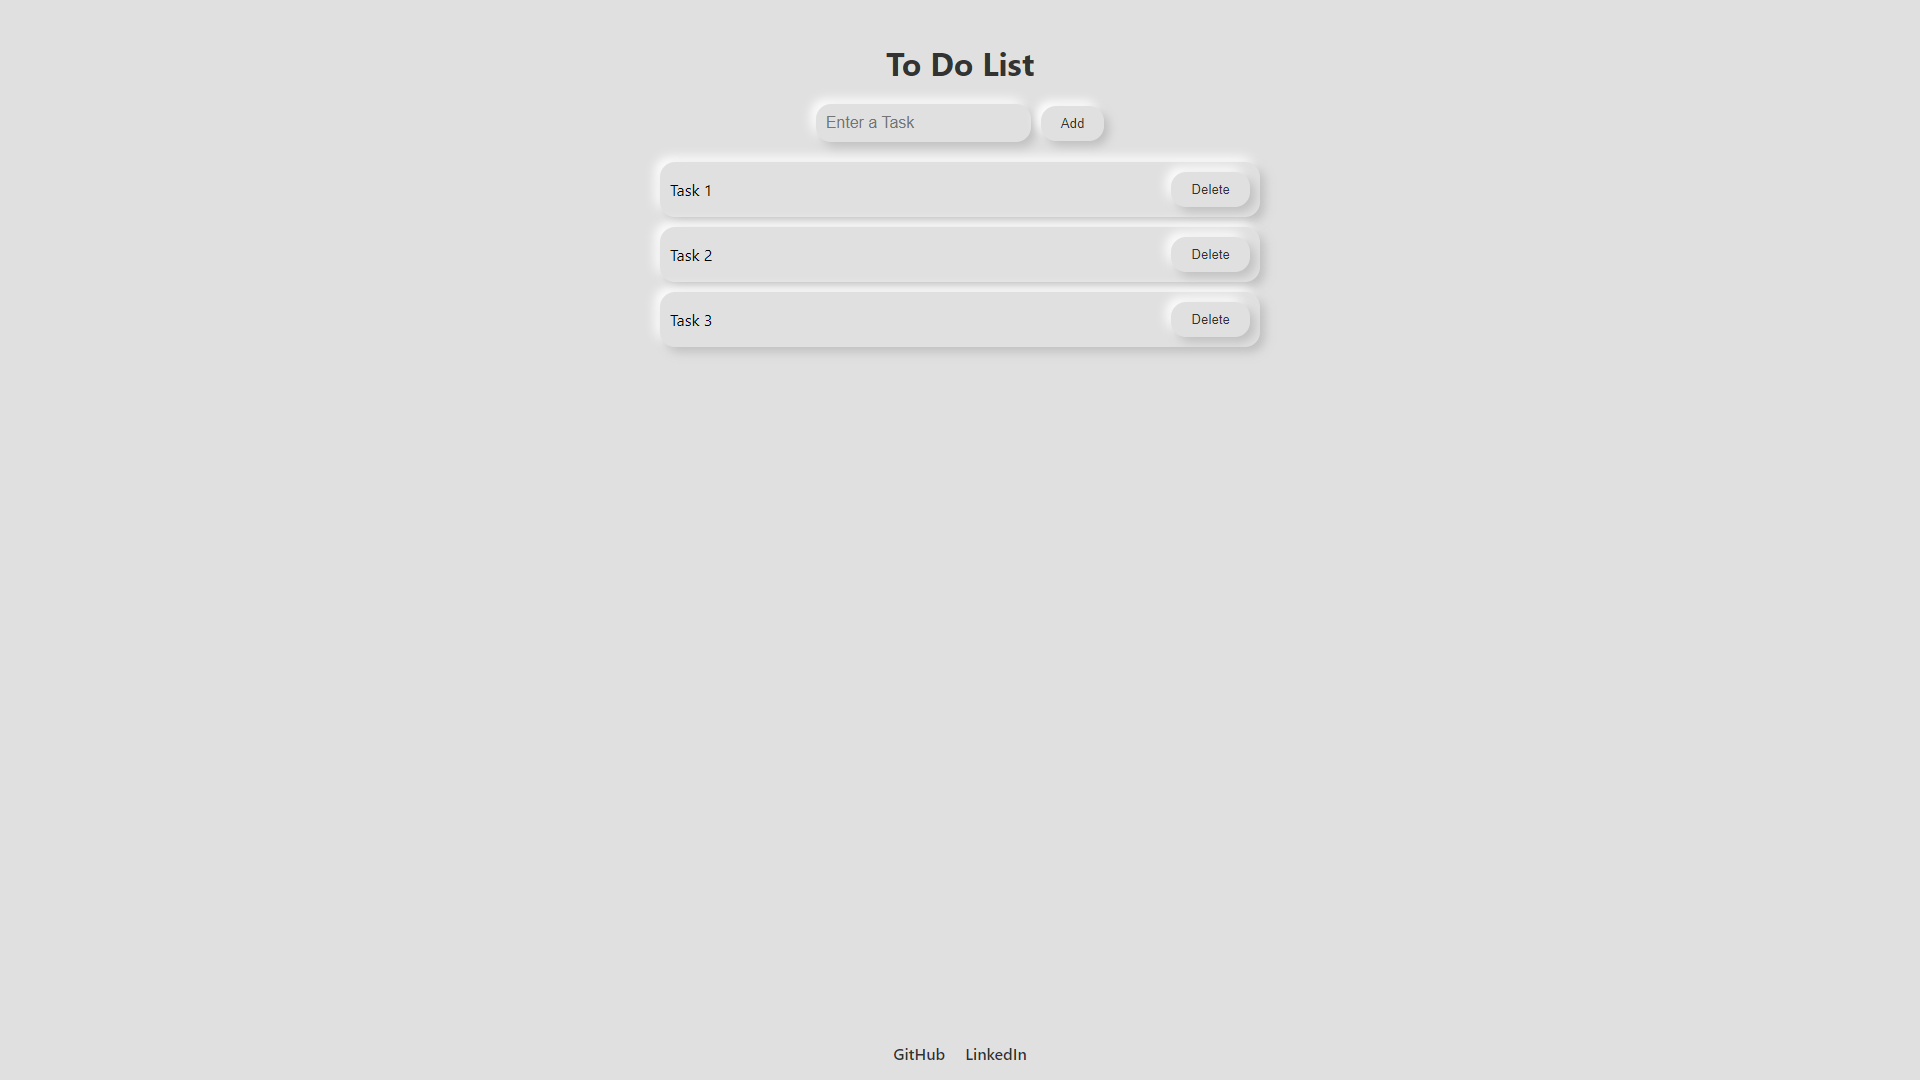 To Do List
Enter a Task Add
Task 1 Delete
Task 2 Delete
Task 3 Delete
GitHub LinkedIn